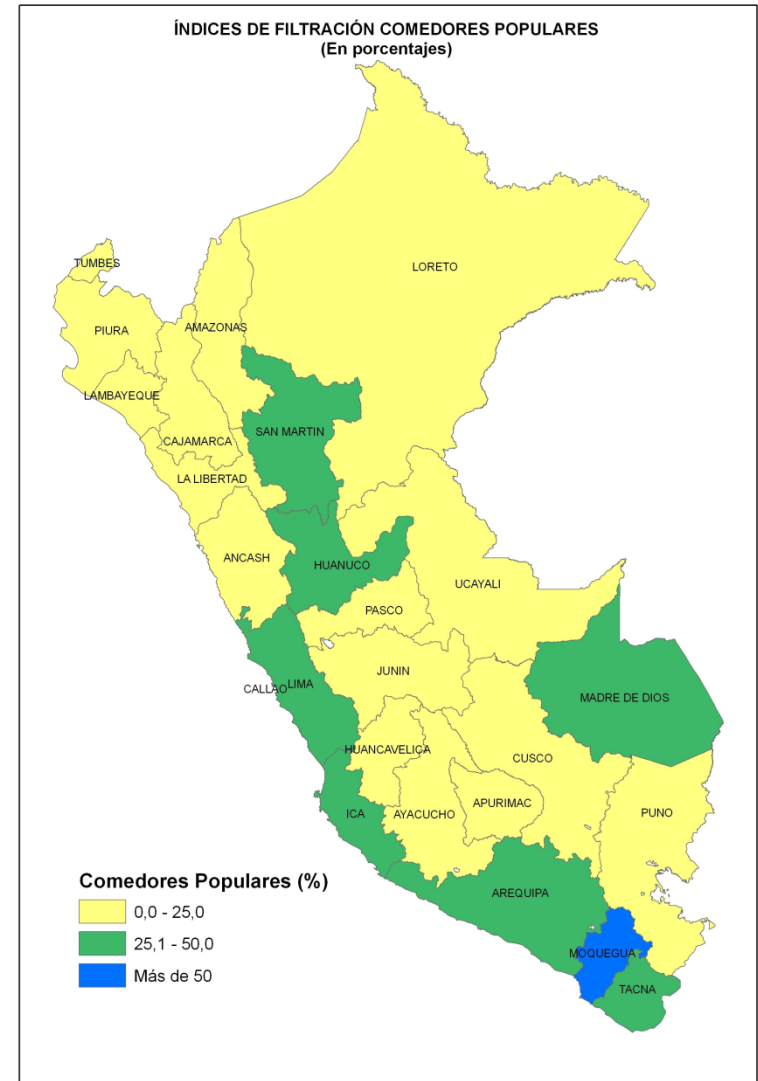 ÍNDICES DE FILTRACIÓN COMEDORES POPULARES
(En porcentajes)
LORETO
TUMBES
PIURA
AMAZONAS
LAMBAYEQUE
CAJAMARCA
SAN MARTIN
LA LIBERTAD
ANCASH
HUANUCO
UCAYALI
PASCO
JUNIN
CALLAO
LIMA
MADRE DE DIOS
HUANCAVELICA
CUSCO
ICA
AYACUCHO
APURIMAC
PUNO
AREQUIPA
MOQUEGUA
TACNA
Comedores Populares (%)
0,0 - 25,0
25,1 - 50,0
Más de 50